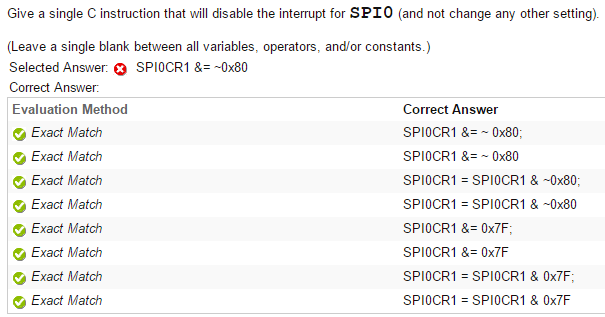 Give a single C instruction that will disable the interrupt for SPI0 (and not change any other setting).
(Leave a single blank between all variables, operators, and/or constants.)
Selected Answer: SPI0CR1 &= ~0x80
Correct Answer:
Evaluation Method Correct Answer
Exact Match SPI0CR1 &= ~ 0x80;
Exact Match SPI0CR1 &= ~ 0x80
Exact Match SPI0CR1 = SPI0CR1 & ~0x80;
Exact Match SPI0CR1 = SPI0CR1 & ~0x80
Exact Match SPI0CR1 &= 0x7F;
Exact Match SPI0CR1 &= 0x7F
Exact Match SPI0CR1 = SPI0CR1 & 0x7F;
Exact Match SPI0CR1 = SPI0CR1 & 0x7F